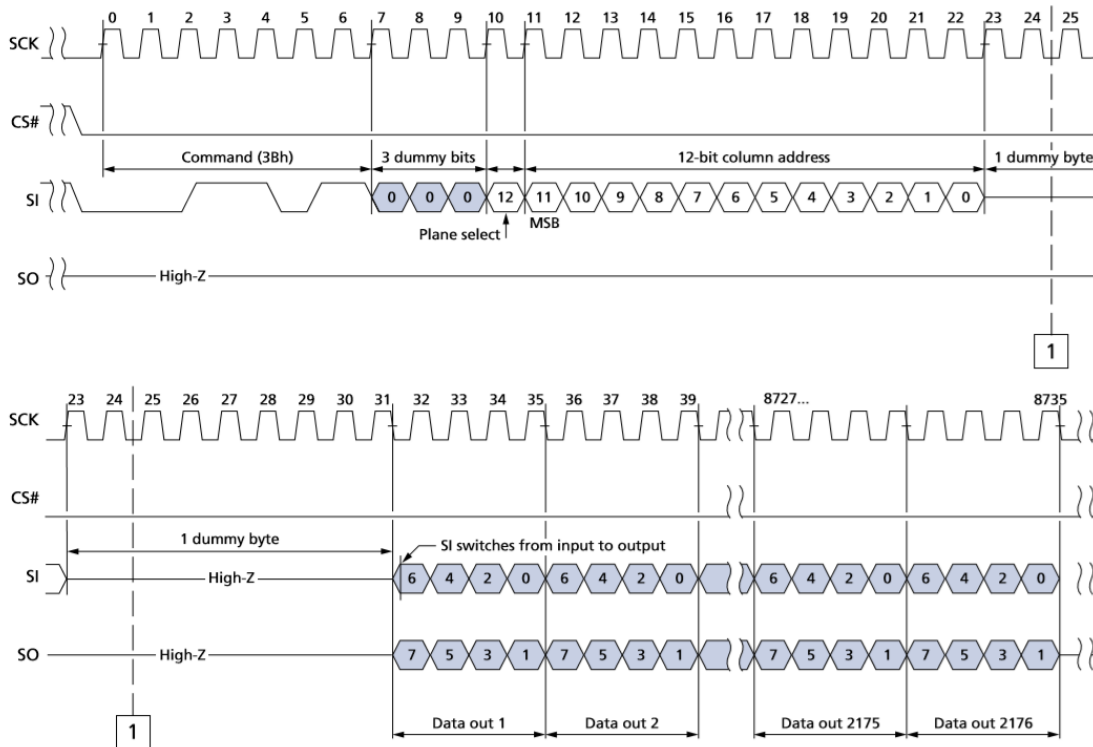 0 1 2 3 4 5 6 7 8 9 10 11 12 13 14 15 16 17 18 19 20 21 22 23 24 25
SCK
CS#
Command (3Bh) 3 dummy bits 12-bit column address 1 dummy byte
SI 0 0 0 12 11 10 9 8 7 6 5 4 3 2 1 0
Plane select MSB
SO High-Z
1
23 24 25 26 27 28 29 30 31 32 33 34 35 36 37 38 39 8727... 8735
SCK
CS#
1 dummy byte SI switches from input to output
SI High-Z 6 4 2 0 6 4 2 0 6 4 2 0 6 4 2 0
SO High-Z 7 5 3 1 7 5 3 1 7 5 3 1 7 5 3 1
1 Data out 1 Data out 2 Data out 2175 Data out 2176